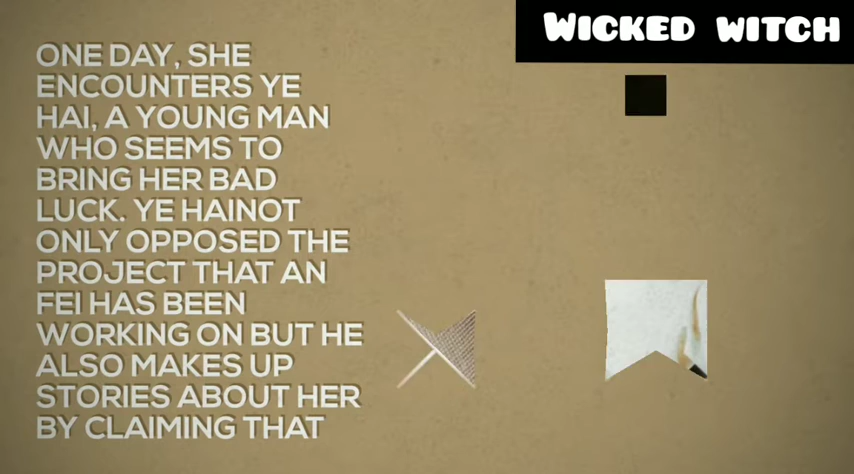 WICKED WITCH
ONE DAY, SHE
ENCOUNTERS YE
HAI, A YOUNG MAN
WHO SEEMS TO
BRING HER BAD
LUCK. YE HAINOT
ONLY OPPOSED THE
PROJECT THAT AN
FEI HAS BEEN
WORKING ON BUT HE
ALSO MAKES UP
STORIES ABOUT HER
BY CLAIMING THAT